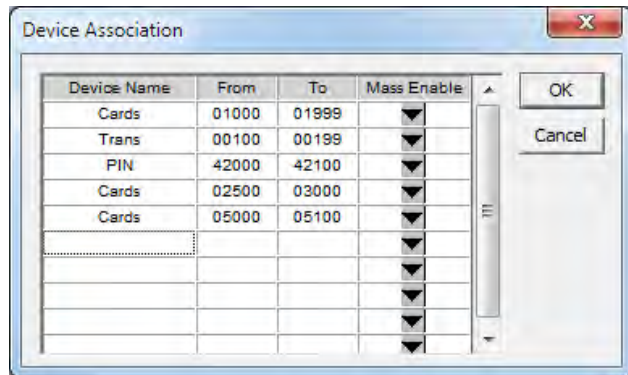 Device Association
Device Name From To Mass Enable
Cards 01000 01999
Trans 00100 00199
PIN 42000 42100
Cards 02500 03000
Cards 05000 05100
OK
Cancel